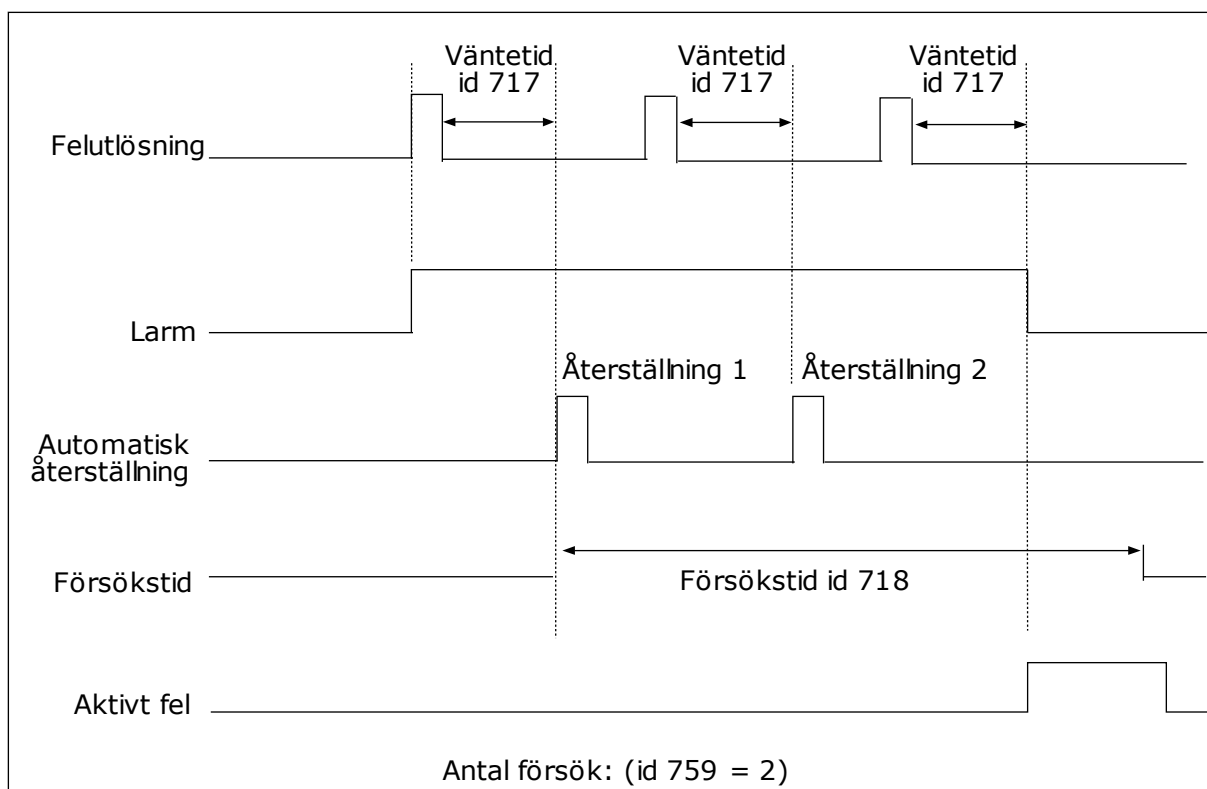 Väntetid
id 717
Väntetid
id 717
Väntetid
id 717
Felutlösning
Larm
Återställning 1
Återställning 2
Automatisk
återställning
Försökstid
Försökstid id 718
Aktivt fel
Antal försök: (id 759 = 2)